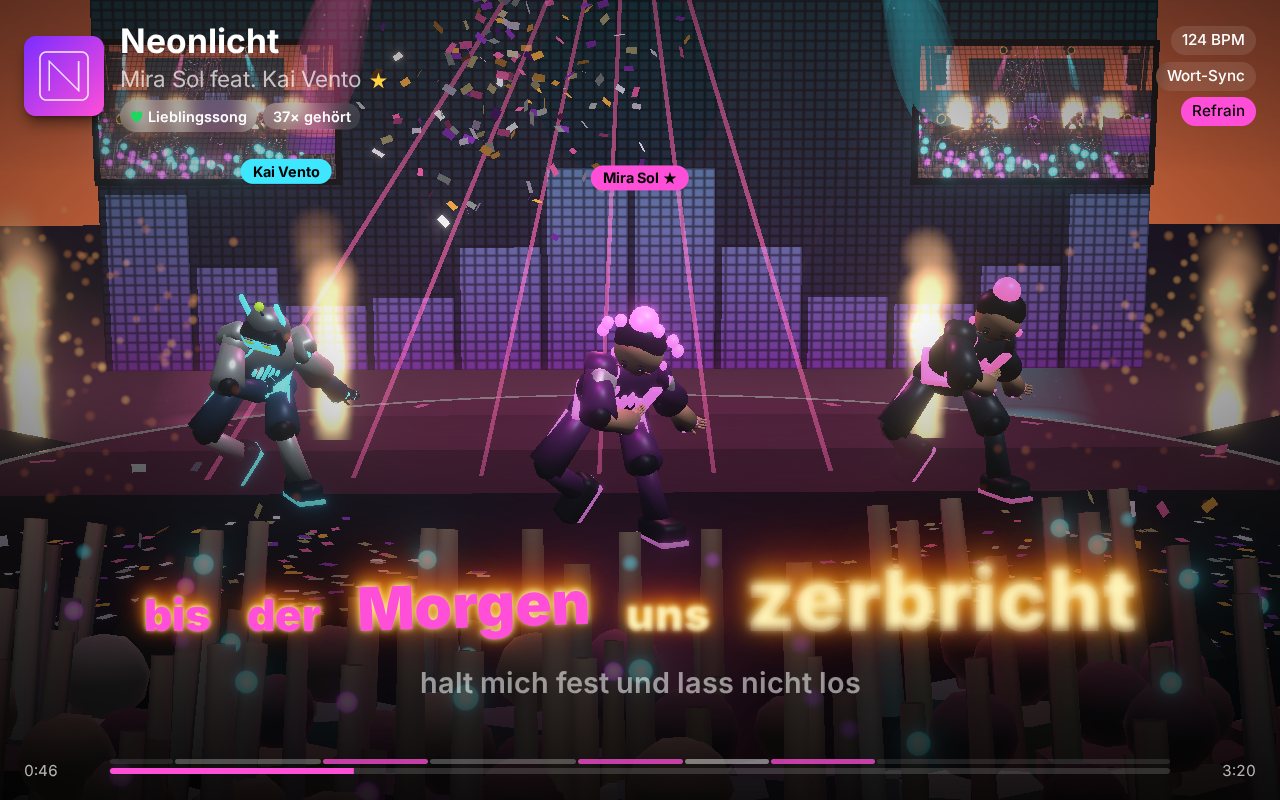 Neonlicht
Mira Sol feat. Kai Vento ★
Lieblingssong
37× gehört
124 BPM
Wort-Sync
Refrain
Kai Vento
Mira Sol ★
bis der Morgen uns zerbricht
halt mich fest und lass nicht los
0:46
3:20